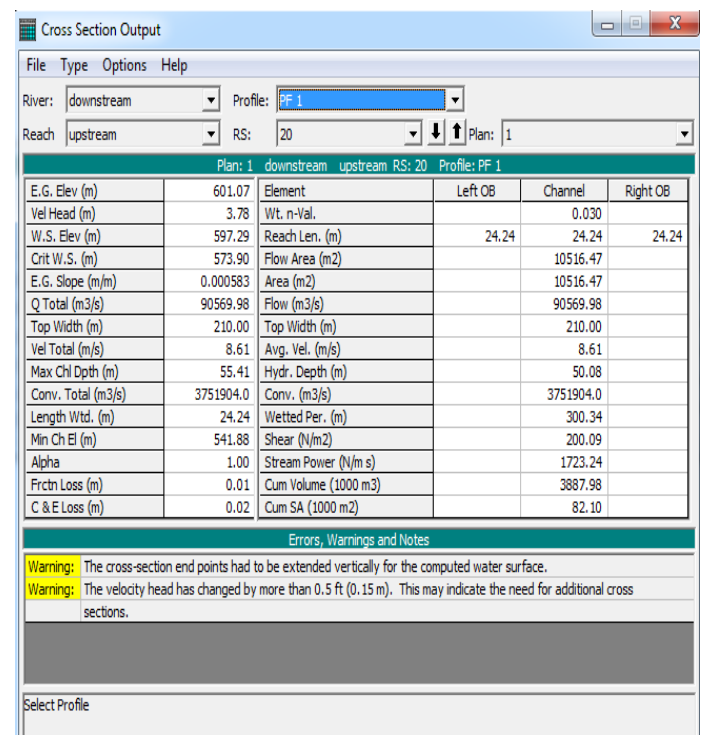 Cross Section Output
File Type Options Help
River: downstream Profile: PF 1
Reach upstream RS: 20 Plan: 1
Plan: 1 downstream upstream RS: 20 Profile: PF 1
E.G. Elev (m) 601.07 Element Left OB Channel Right OB
Vel Head (m) 3.78 Wt. n-Val. 0.030
W.S. Elev (m) 597.29 Reach Len. (m) 24.24 24.24 24.24
Crit W.S. (m) 573.90 Flow Area (m2) 10516.47
E.G. Slope (m/m) 0.000583 Area (m2) 10516.47
Q Total (m3/s) 90569.98 Flow (m3/s) 90569.98
Top Width (m) 210.00 Top Width (m) 210.00
Vel Total (m/s) 8.61 Avg. Vel. (m/s) 8.61
Max Chl Dpth (m) 55.41 Hydr. Depth (m) 50.08
Conv. Total (m3/s) 3751904.0 Conv. (m3/s) 3751904.0
Length Wtd. (m) 24.24 Wetted Per. (m) 300.34
Min Ch El (m) 541.88 Shear (N/m2) 200.09
Alpha 1.00 Stream Power (N/m s) 1723.24
Frctn Loss (m) 0.01 Cum Volume (1000 m3) 3887.98
C & E Loss (m) 0.02 Cum SA (1000 m2) 82.10
Errors, Warnings and Notes
Warning: The cross-section end points had to be extended vertically for the computed water surface.
Warning: The velocity head has changed by more than 0.5 ft (0.15 m). This may indicate the need for additional cross
sections.
Select Profile